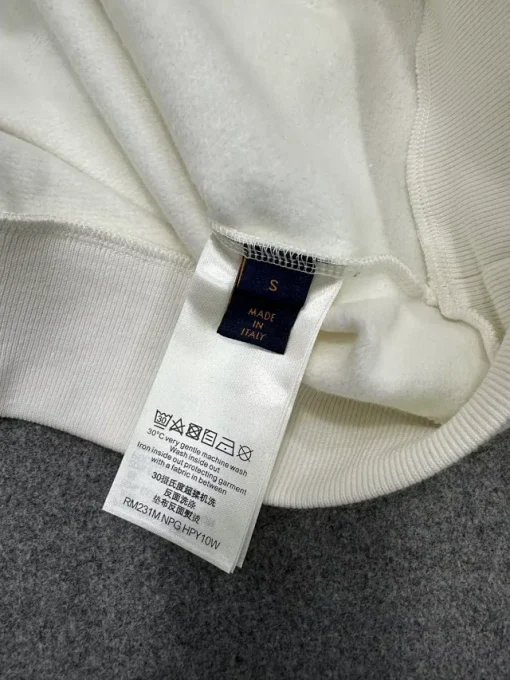 S
MADE
IN
ITALY
30
30°C very gentle machine wash
Wash inside out
Iron inside out protecting garment
with a fabric in between
30摄氏度超揉机洗
反面洗涤
垫布反面熨烫
RM231M NPG HPY10W